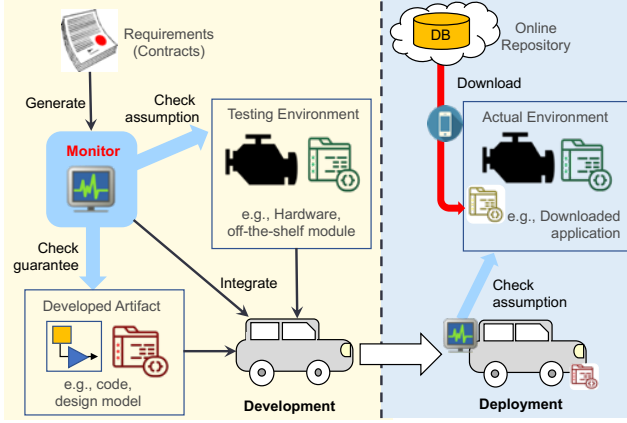 Requirements
(Contracts)
Generate
Check
assumption
Monitor
Testing Environment
e.g., Hardware,
off-the-shelf module
Check
guarantee
Integrate
Developed Artifact
e.g., code,
design model
Development
DB
Online
Repository
Download
Actual Environment
e.g., Downloaded
application
Check
assumption
Deployment